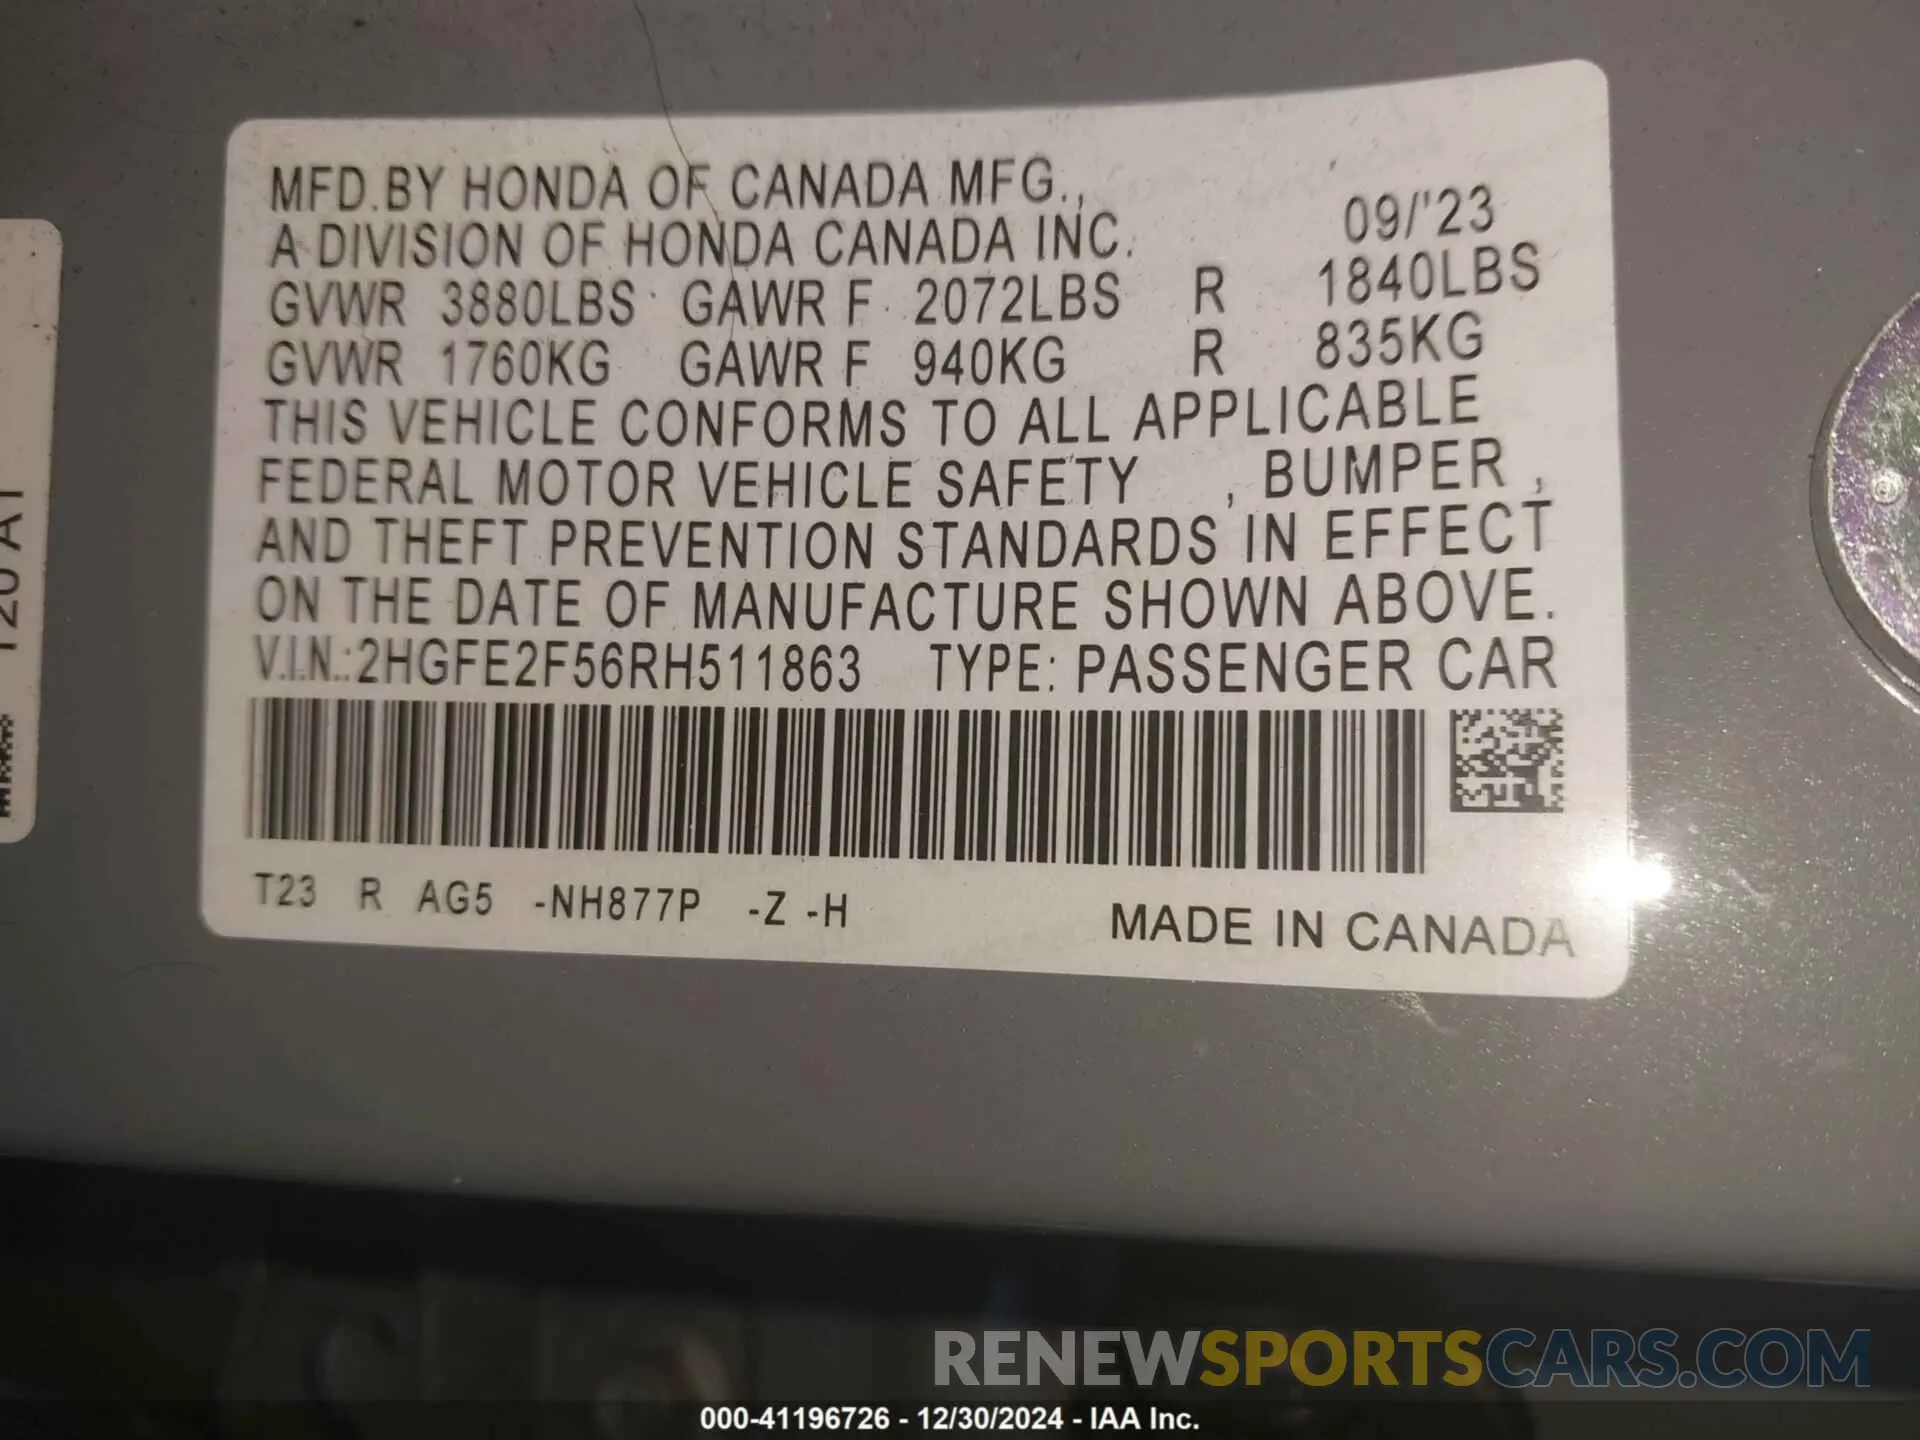 MFD.BY HONDA OF CANADA MFG.,
A DIVISION OF HONDA CANADA INC. 09/'23
GVWR 3880LBS GAWR F 2072LBS R 1840LBS
GVWR 1760KG GAWR F 940KG R 835KG
THIS VEHICLE CONFORMS TO ALL APPLICABLE
FEDERAL MOTOR VEHICLE SAFETY , BUMPER ,
AND THEFT PREVENTION STANDARDS IN EFFECT
ON THE DATE OF MANUFACTURE SHOWN ABOVE.
V.I.N.:2HGFE2F56RH511863 TYPE: PASSENGER CAR
T23 R AG5 -NH877P -Z -H
MADE IN CANADA
RENEWSPORTSCARS.COM
000-41196726 - 12/30/2024 - IAA Inc.